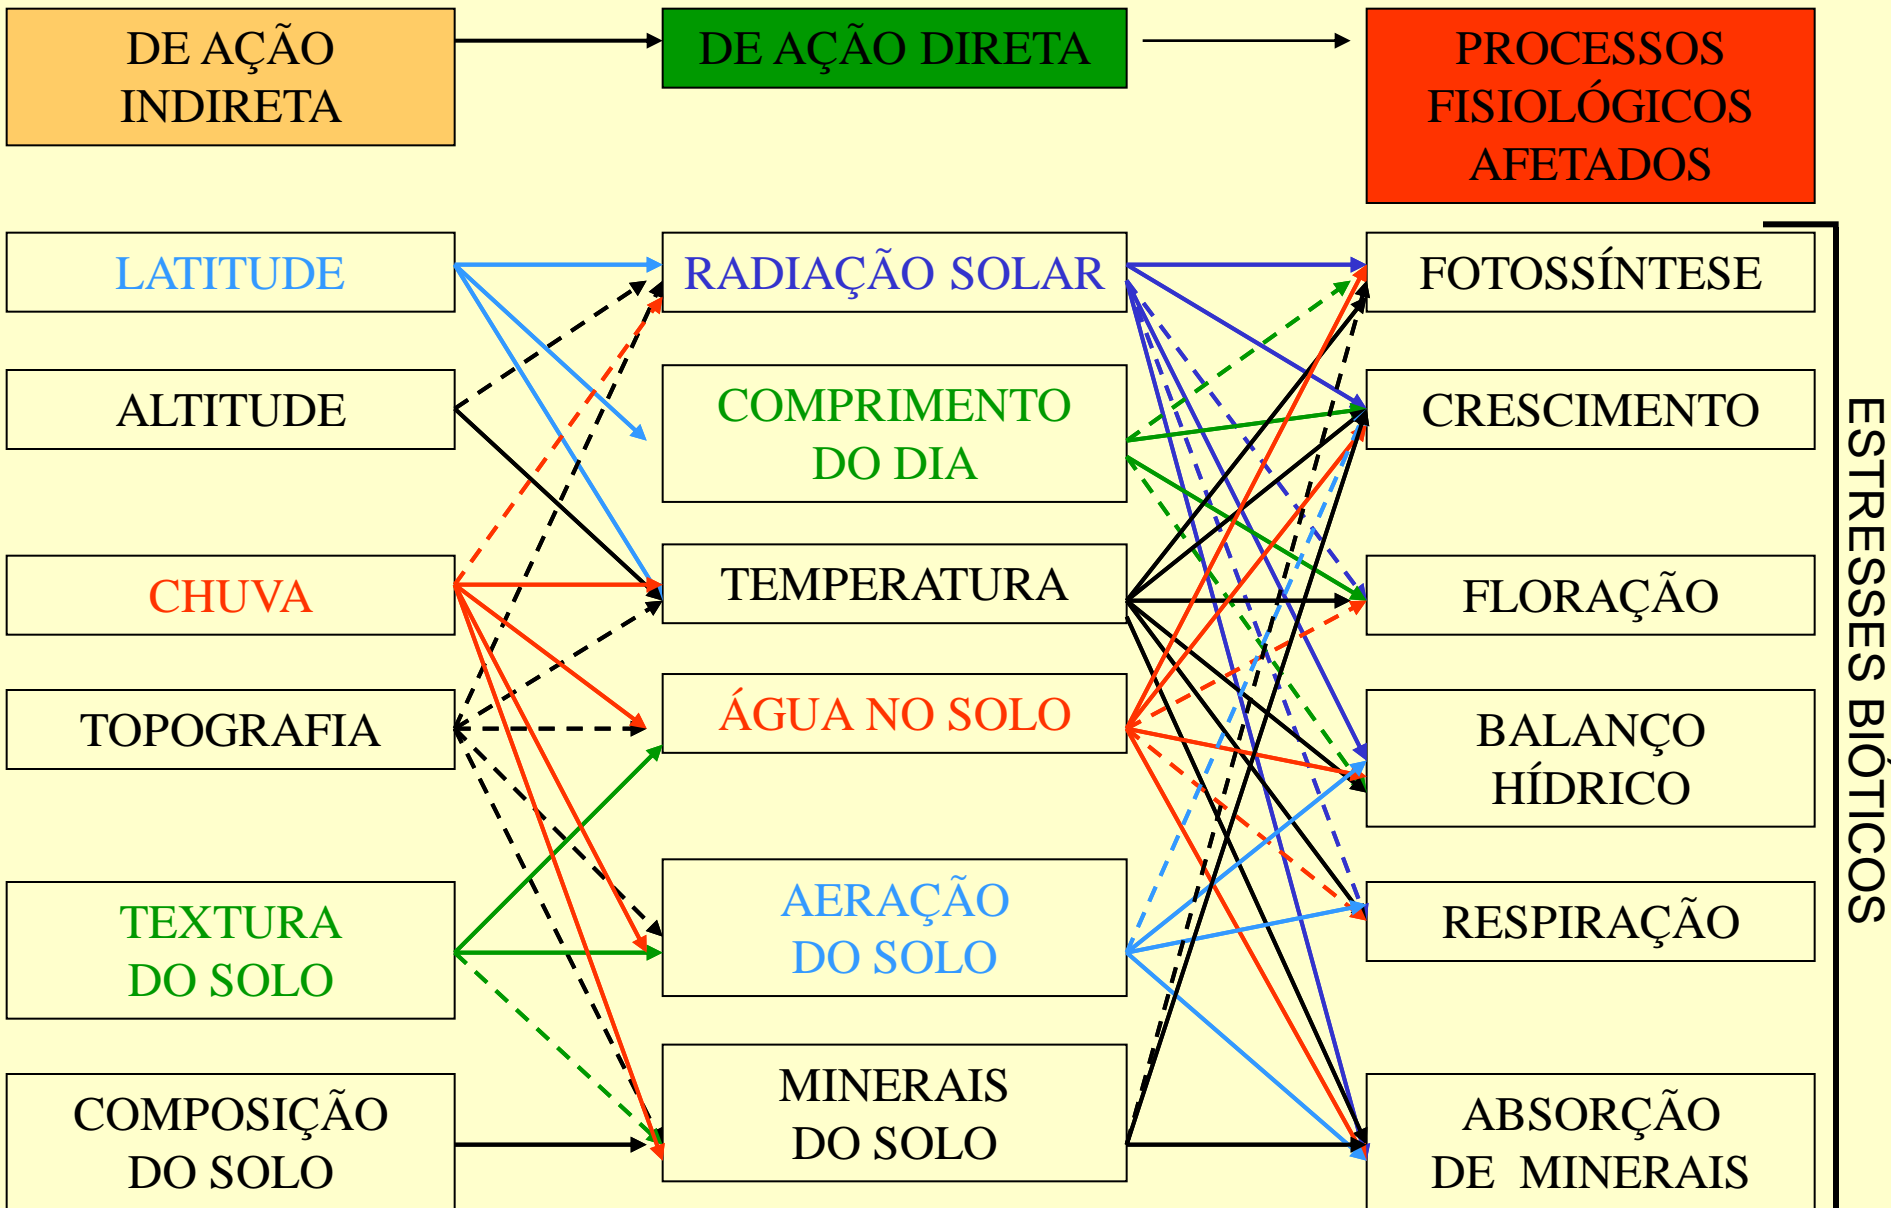 DE AÇÃO
INDIRETA
DE AÇÃO DIRETA
PROCESSOS
FISIOLÓGICOS
AFETADOS
LATITUDE
ALTITUDE
CHUVA
TOPOGRAFIA
TEXTURA
DO SOLO
COMPOSIÇÃO
DO SOLO
RADIAÇÃO SOLAR
COMPRIMENTO
DO DIA
TEMPERATURA
ÁGUA NO SOLO
AERAÇÃO
DO SOLO
MINERAIS
DO SOLO
FOTOSSÍNTESE
CRESCIMENTO
FLORAÇÃO
BALANÇO
HÍDRICO
RESPIRAÇÃO
ABSORÇÃO
DE MINERAIS
ESTRESSES BIÓTICOS